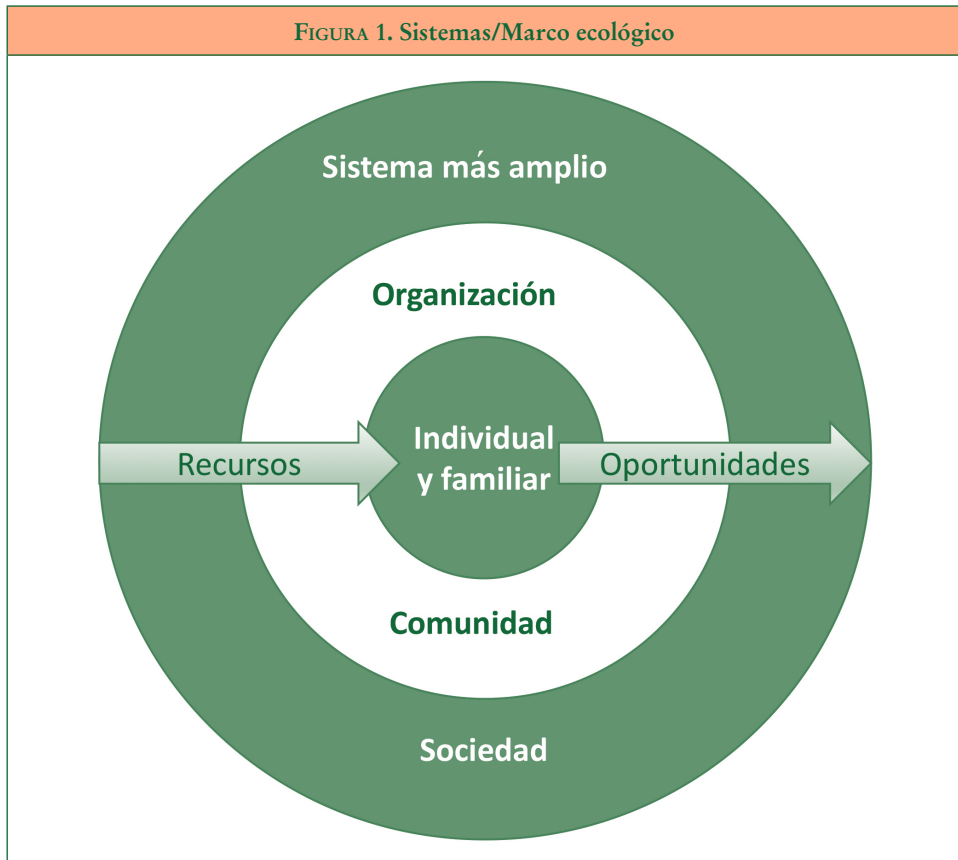 FIGURA 1. Sistemas/Marco ecológico
Sistema más amplio
Organización
Recursos
Individual
y familiar
Oportunidades
Comunidad
Sociedad